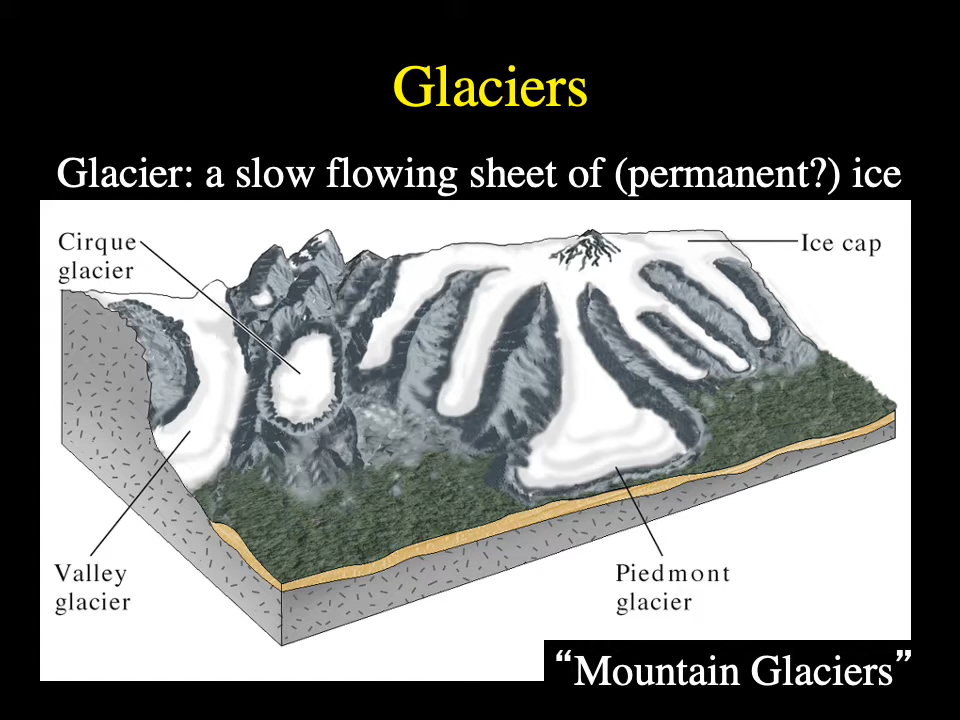 Glaciers
Glacier: a slow flowing sheet of (permanent?) ice
Cirque
glacier
Ice cap
Valley
glacier
Piedmont
glacier
“Mountain Glaciers”